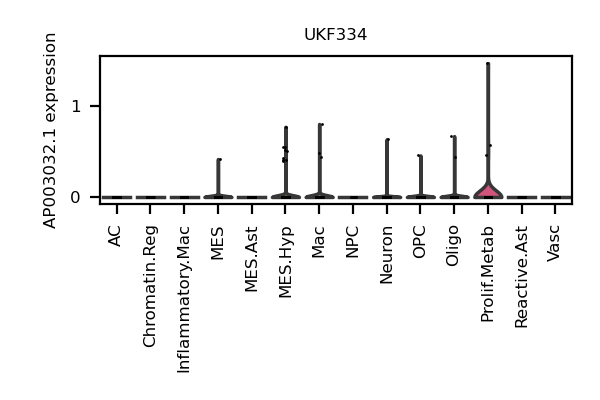 UKF334
AP003032.1 expression
1
0
AC
Chromatin.Reg
Inflammatory.Mac
MES
MES.Ast
MES.Hyp
Mac
NPC
Neuron
OPC
Oligo
Prolif.Metab
Reactive.Ast
Vasc